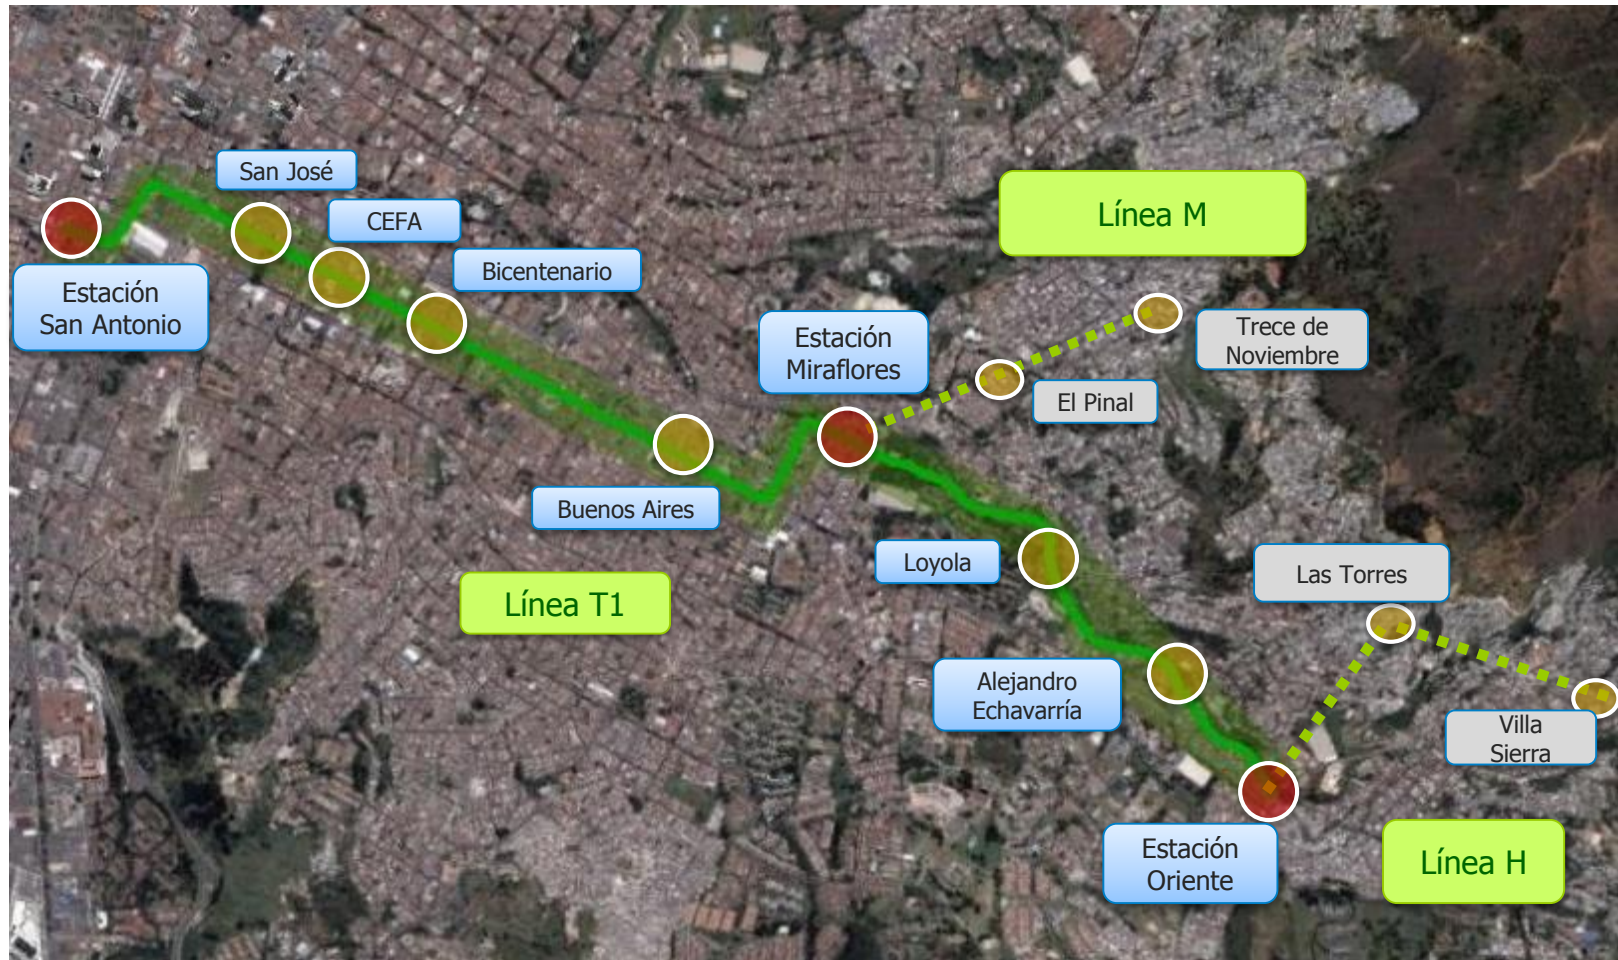 San José
CEFA
Bicentenario
Estación
San Antonio
Línea M
Trece de
Noviembre
Estación
Miraflores
El Pinal
Buenos Aires
Loyola
Las Torres
Línea T1
Alejandro
Echavarría
Villa
Sierra
Estación
Oriente
Línea H